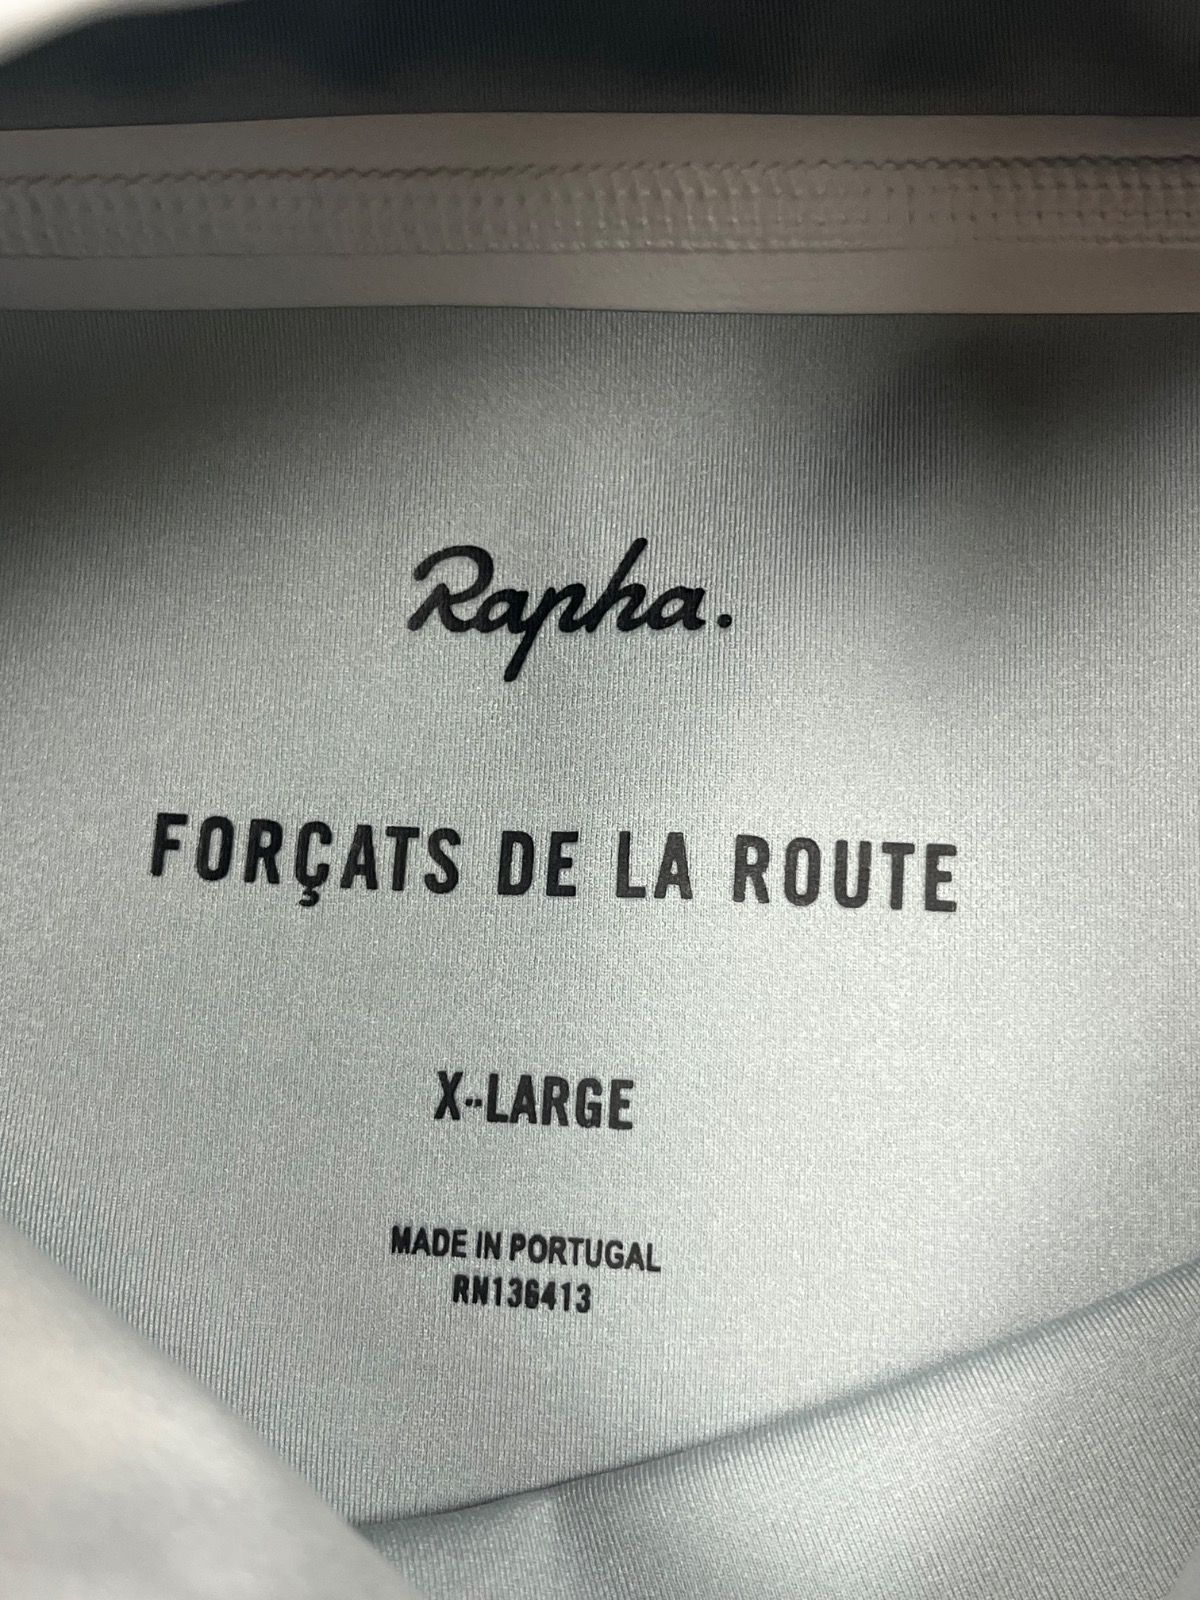 Rapha.
FORÇATS DE LA ROUTE
X-LARGE
MADE IN PORTUGAL
RN136413